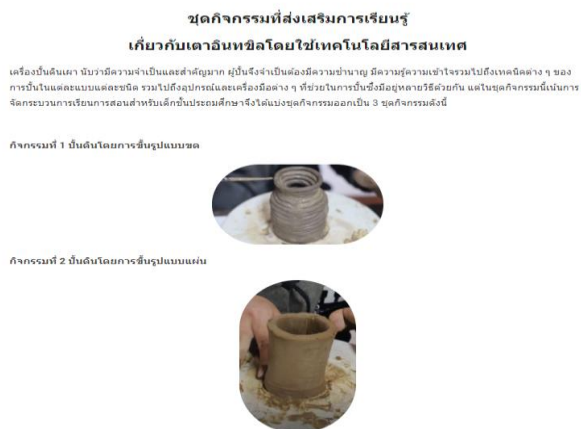 ชุดกิจกรรมที่ส่งเสริมการเรียนรู้
เกี่ยวกับเตาอินทขิลโดยใช้เทคโนโลยีสารสนเทศ
เครื่องปั้นดินเผา นับว่ามีความจำเป็นและสำคัญมาก ผู้ปั้นจึงจำเป็นต้องมีความชำนาญ มีความรู้ความเข้าใจรวมไปถึงเทคนิคต่าง ๆ ของ
การปั้นในแต่ละแบบแต่ละชนิด รวมไปถึงอุปกรณ์และเครื่องมือต่าง ๆ ที่ช่วยในการปั้นซึ่งมีอยู่หลายวิธีด้วยกัน แต่ในชุดกิจกรรมนี้เน้นการ
จัดกระบวนการเรียนการสอนสำหรับเด็กชั้นประถมศึกษาจึงได้แบ่งชุดกิจกรรมออกเป็น 3 ชุดกิจกรรมดังนี้
กิจกรรมที่ 1 ปั้นดินโดยการขึ้นรูปแบบขด
กิจกรรมที่ 2 ปั้นดินโดยการขึ้นรูปแบบแผ่น